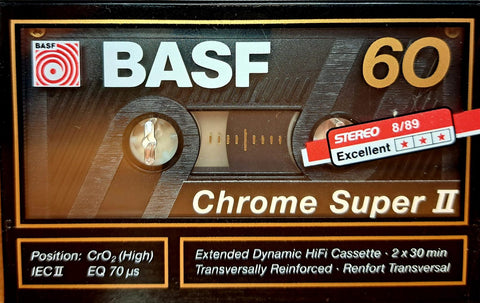 BASF
BASF
60
STEREO 8/89
Excellent ★ ★ ★
Chrome Super II
Position: CrO₂ (High)
IEC II EQ 70 µs
Extended Dynamic HiFi Cassette · 2 x 30 min
Transversally Reinforced · Renfort Transversal